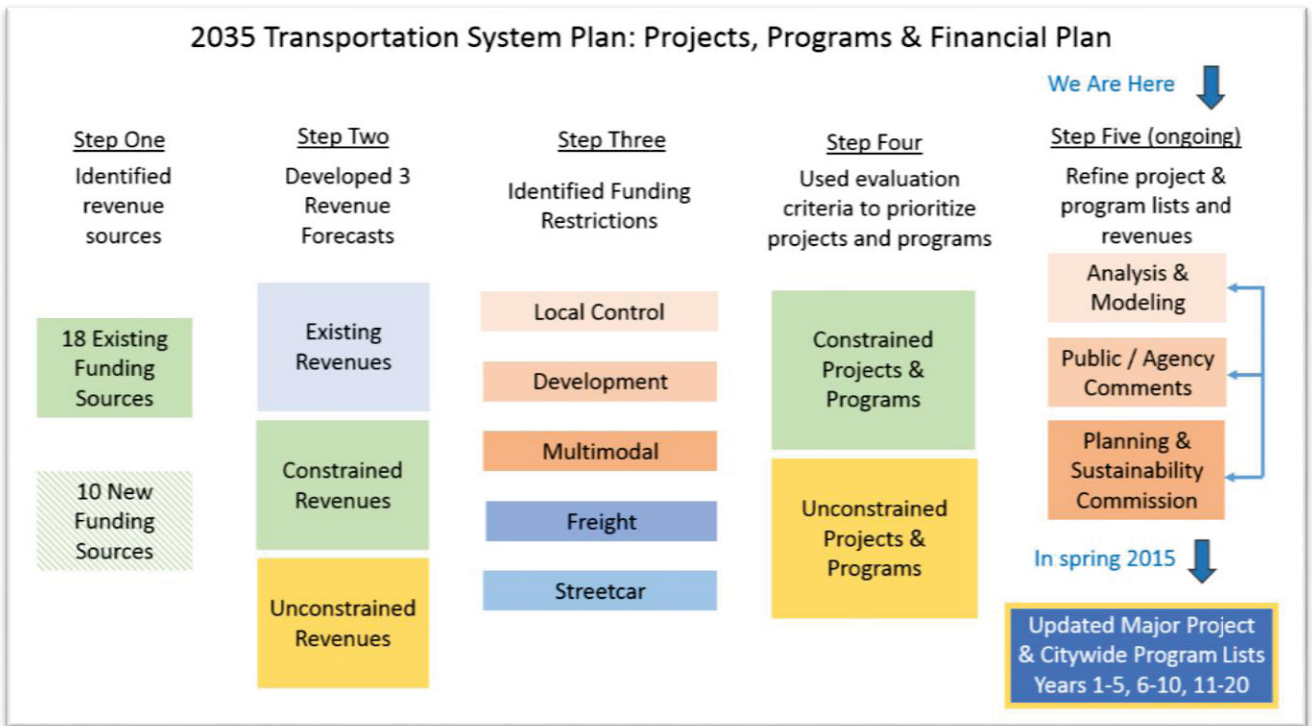 2035 Transportation System Plan: Projects, Programs & Financial Plan
We Are Here
Step One
Identified
revenue
sources
18 Existing
Funding
Sources
10 New
Funding
Sources
Step Two
Developed 3
Revenue
Forecasts
Existing
Revenues
Constrained
Revenues
Unconstrained
Revenues
Step Three
Identified Funding
Restrictions
Local Control
Development
Multimodal
Freight
Streetcar
Step Four
Used evaluation
criteria to prioritize
projects and programs
Constrained
Projects &
Programs
Unconstrained
Projects &
Programs
Step Five (ongoing)
Refine project &
program lists and
revenues
Analysis &
Modeling
Public / Agency
Comments
Planning &
Sustainability
Commission
In spring 2015
Updated Major Project
& Citywide Program Lists
Years 1-5, 6-10, 11-20